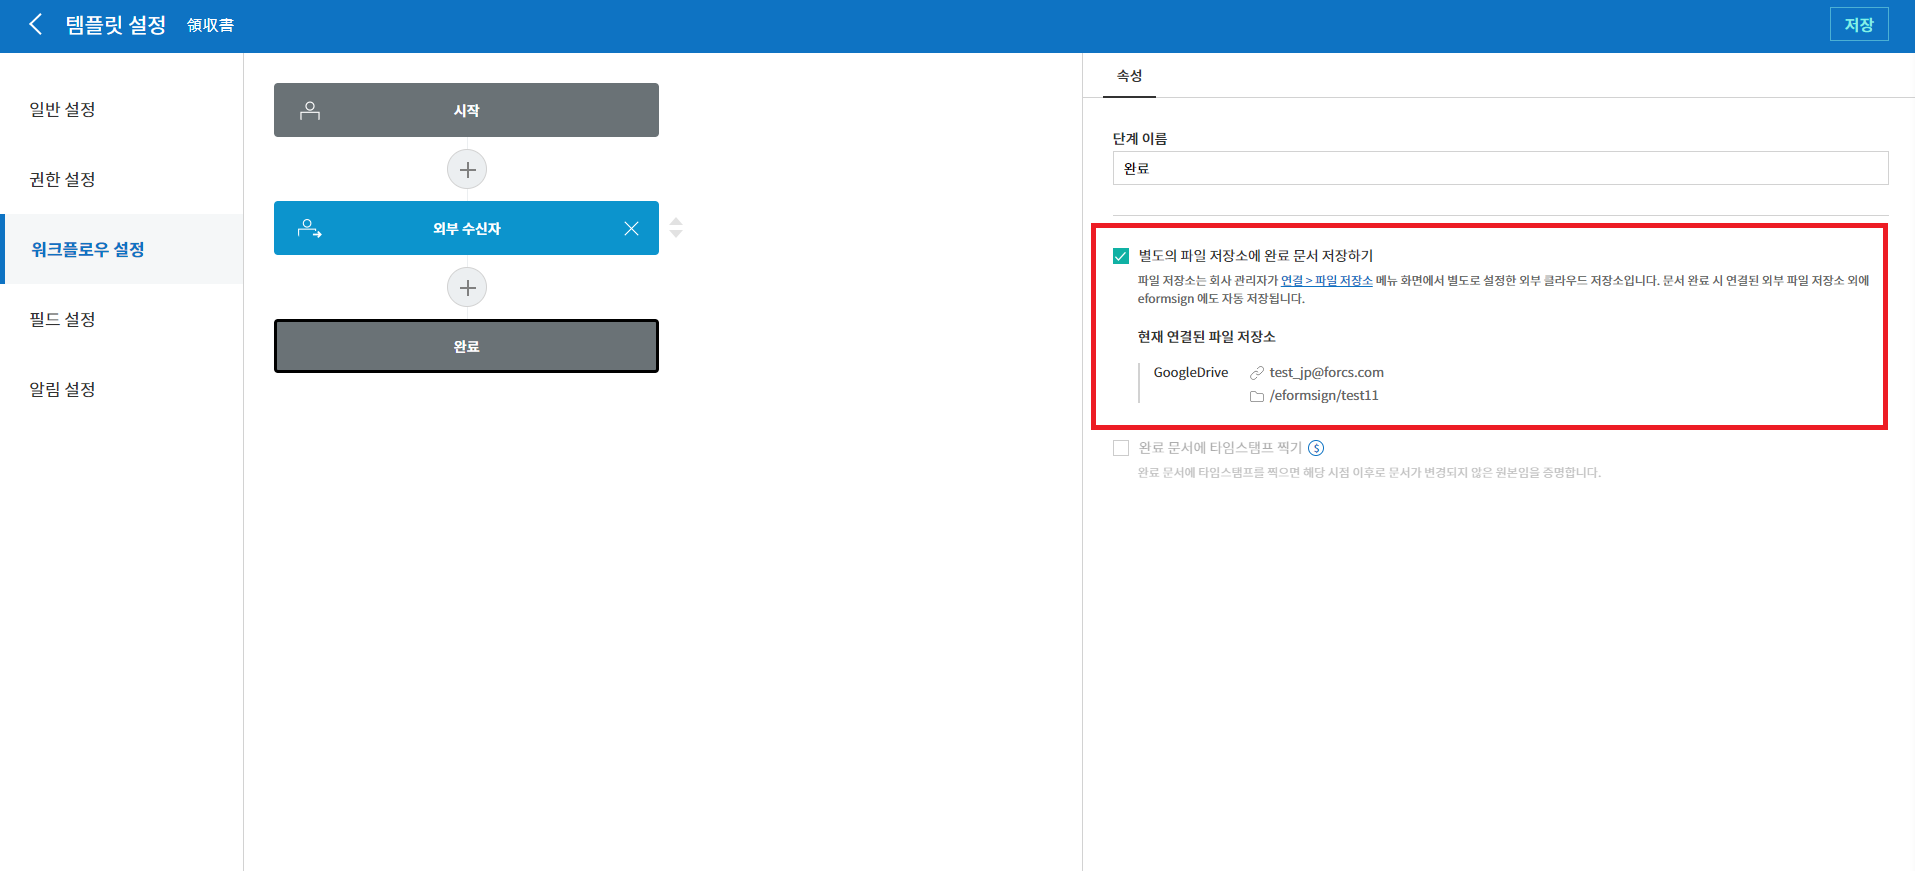 템플릿 설정 領収書 저장
일반 설정
권한 설정
워크플로우 설정
필드 설정
알림 설정
시작
외부 수신자
완료
속성
단계 이름
완료
별도의 파일 저장소에 완료 문서 저장하기
파일 저장소는 회사 관리자가 연결 > 파일 저장소 메뉴 화면에서 별도로 설정한 외부 클라우드 저장소입니다. 문서 완료 시 연결된 외부 파일 저장소 외에
eformsign 에도 자동 저장됩니다.
현재 연결된 파일 저장소
GoogleDrive test_jp@forcs.com
/eformsign/test11
완료 문서에 타임스탬프 찍기 $
완료 문서에 타임스탬프를 찍으면 해당 시점 이후로 문서가 변경되지 않은 원본임을 증명합니다.